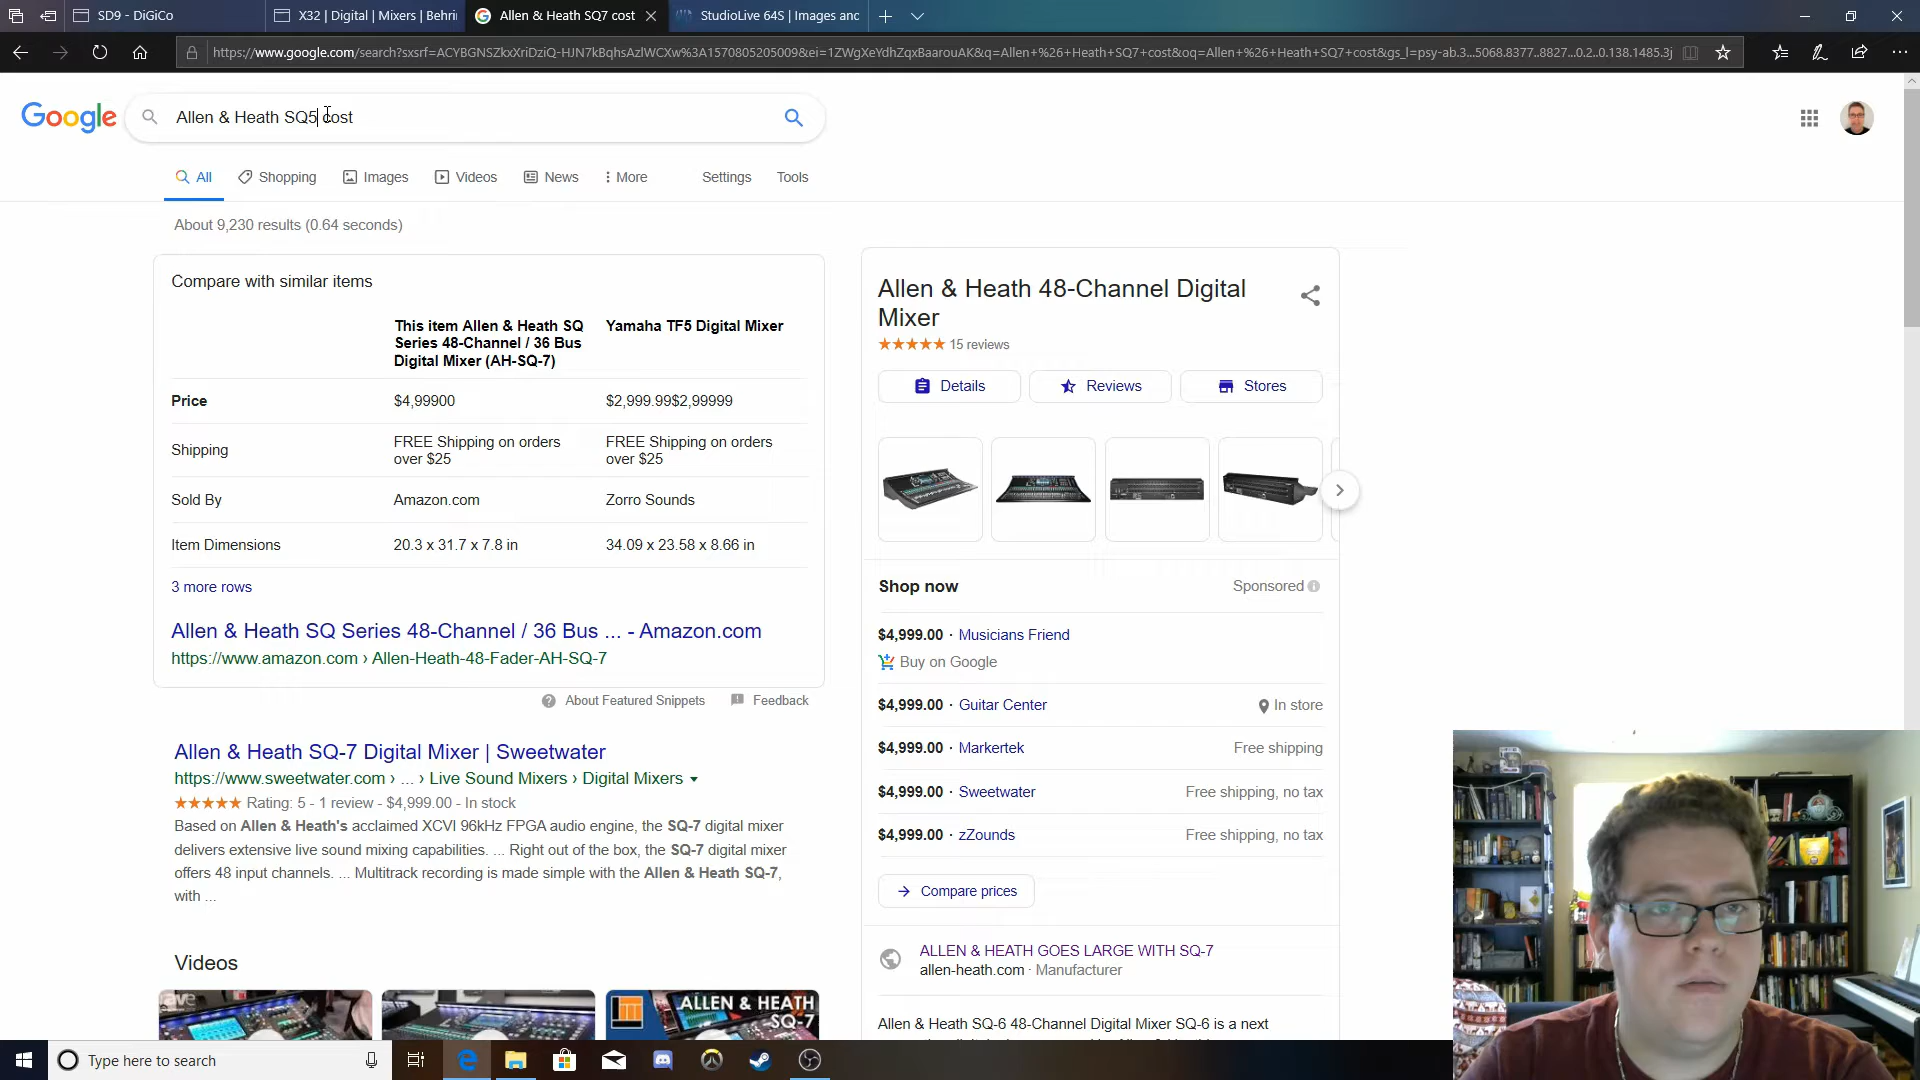 SD9 - DiGiCo
X32 | Digital | Mixers | Behri
Allen & Heath SQ7 cost
StudioLive 64S | Images anc
https://www.google.com/search?sxsrf=ACYBGNSZkxXriDziQ-HJN7kBqhsAzlWCXw%3A1570805205009&ei=1ZWgXeYdhZqxBaarouAK&q=Allen+%26+Heath+SQ7+cost&oq=Allen+%26+Heath+SQ7+cost&gs_l=psy-ab.3...5068.8377..8827...0.2..0.138.1485.3j
Google
Allen & Heath SQ5 cost
All
Shopping
Images
Videos
News
More
Settings
Tools
About 9,230 results (0.64 seconds)
Compare with similar items
This item Allen & Heath SQ
Series 48-Channel / 36 Bus
Digital Mixer (AH-SQ-7)
Yamaha TF5 Digital Mixer
Price
$4,99900
$2,999.99$2,99999
Shipping
FREE Shipping on orders
over $25
FREE Shipping on orders
over $25
Sold By
Amazon.com
Zorro Sounds
Item Dimensions
20.3 x 31.7 x 7.8 in
34.09 x 23.58 x 8.66 in
3 more rows
Allen & Heath SQ Series 48-Channel / 36 Bus ... - Amazon.com
https://www.amazon.com › Allen-Heath-48-Fader-AH-SQ-7
About Featured Snippets
Feedback
Allen & Heath SQ-7 Digital Mixer | Sweetwater
https://www.sweetwater.com › ... › Live Sound Mixers › Digital Mixers
Rating: 5 - 1 review - $4,999.00 - In stock
Based on Allen & Heath's acclaimed XCVI 96kHz FPGA audio engine, the SQ-7 digital mixer
delivers extensive live sound mixing capabilities. ... Right out of the box, the SQ-7 digital mixer
offers 48 input channels. ... Multitrack recording is made simple with the Allen & Heath SQ-7,
with ...
Videos
ALLEN & HEATH
SQ-7
Allen & Heath 48-Channel Digital
Mixer
15 reviews
Details
Reviews
Stores
Shop now
Sponsored
$4,999.00 · Musicians Friend
Buy on Google
$4,999.00 · Guitar Center
In store
$4,999.00 · Markertek
Free shipping
$4,999.00 · Sweetwater
Free shipping, no tax
$4,999.00 · zZounds
Free shipping, no tax
Compare prices
ALLEN & HEATH GOES LARGE WITH SQ-7
allen-heath.com · Manufacturer
Allen & Heath SQ-6 48-Channel Digital Mixer SQ-6 is a next
Type here to search